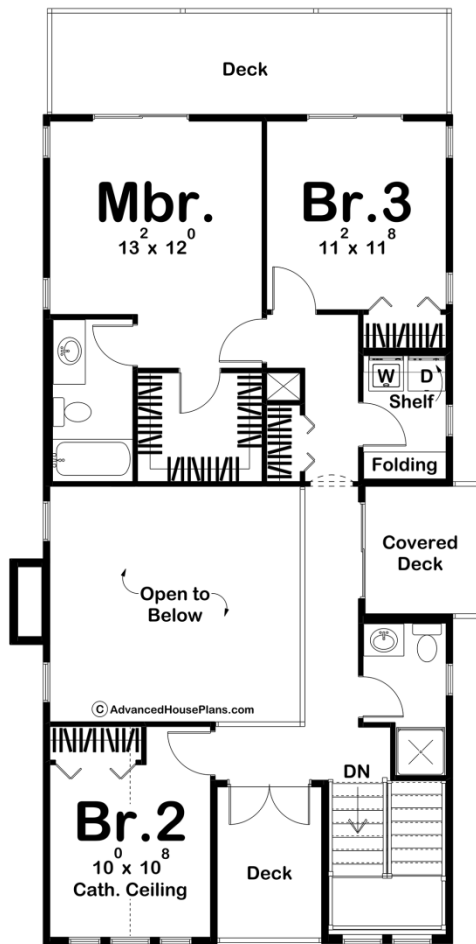 Deck
Mbr.
13² x 12⁰
Br.3
11² x 11⁸
W
D
Shelf
Folding
Covered
Deck
Open to
Below
© AdvancedHousePlans.com
DN
Br.2
10⁰ x 10⁸
Cath. Ceiling
Deck